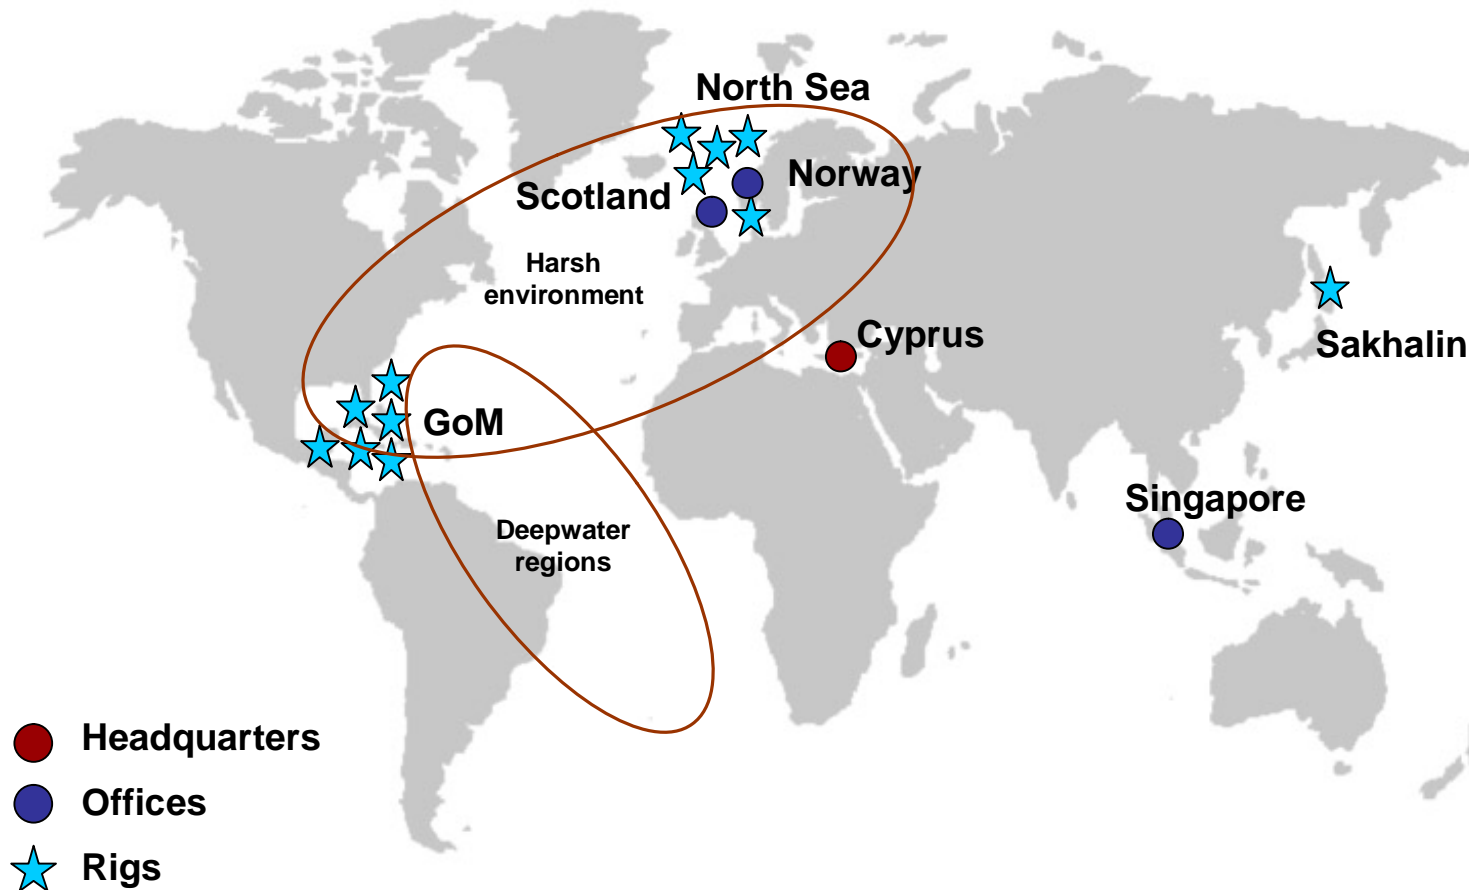 North Sea
Norway
Scotland
Harsh
environment
Cyprus
Sakhalin
GoM
Singapore
Deepwater
regions
Headquarters
Offices
Rigs